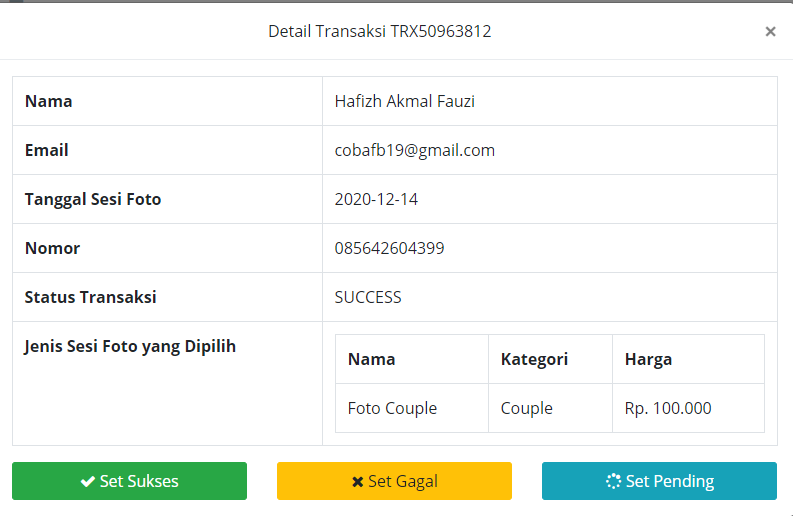 Detail Transaksi TRX50963812 ×
Nama Hafizh Akmal Fauzi
Email cobafb19@gmail.com
Tanggal Sesi Foto 2020-12-14
Nomor 085642604399
Status Transaksi SUCCESS
Jenis Sesi Foto yang Dipilih
Nama Kategori Harga
Foto Couple Couple Rp. 100.000
Set Sukses Set Gagal Set Pending